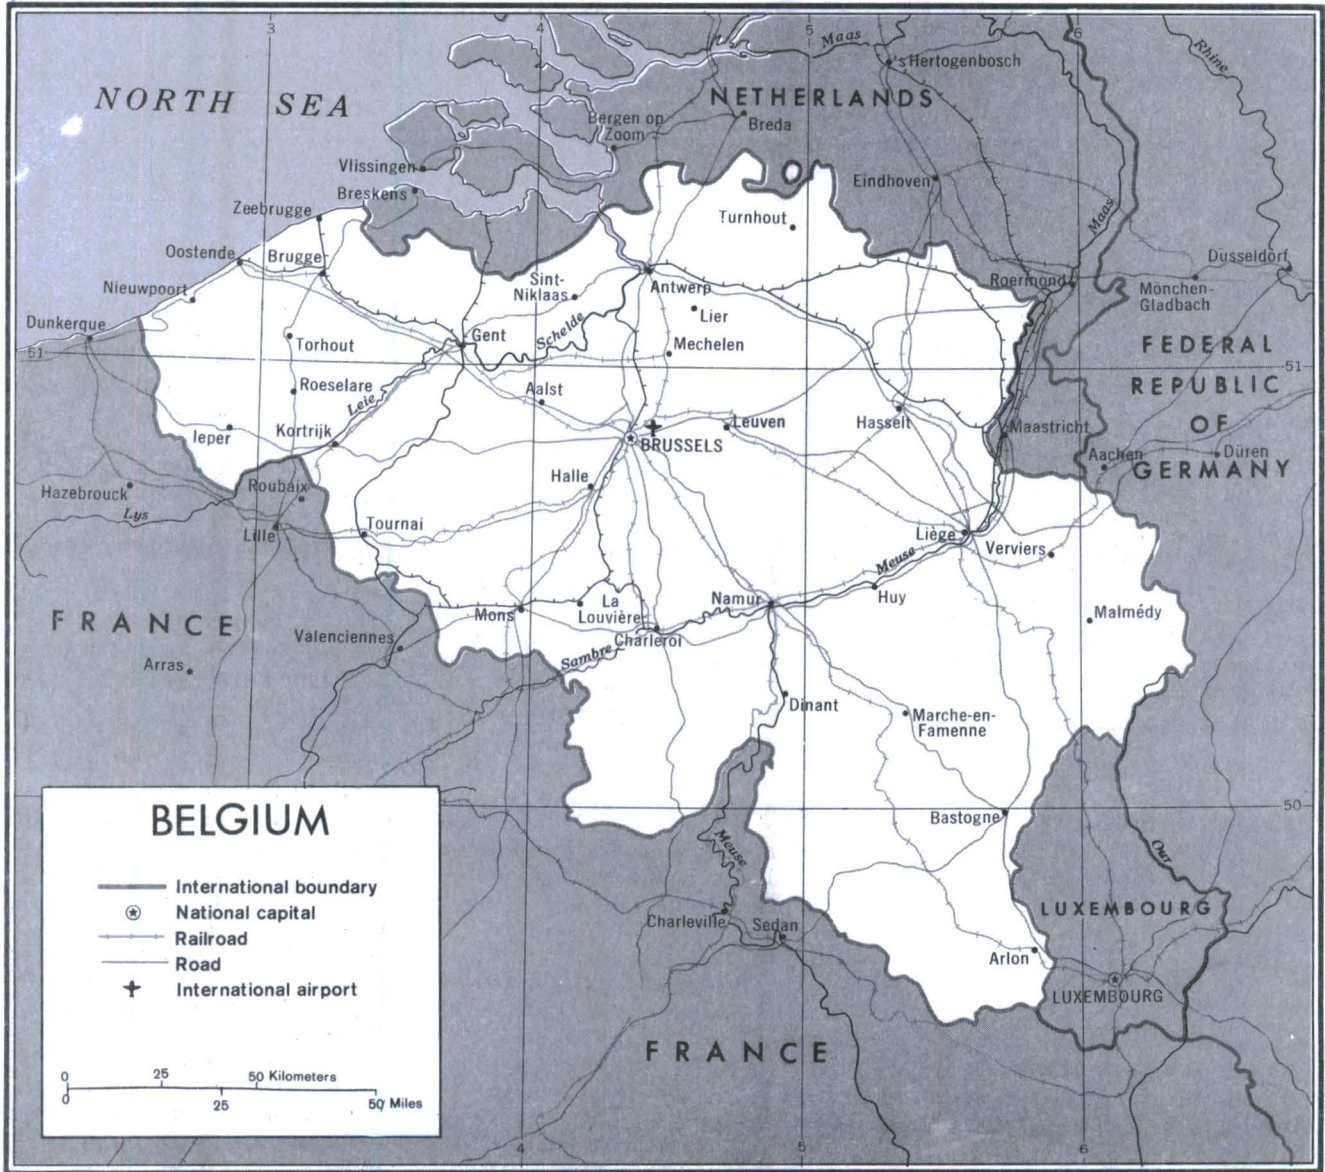 3
4
5
6
Maas
Rhine
's Hertogenbosch
NORTH SEA
NETHERLANDS
Bergen op
Zoom
Breda
Vlissingen
Breskens
Eindhoven
Zeebrugge
Turnhout
Maas
Oostende
Brugge
Düsseldorf
Nieuwpoort
Sint-
Niklaas
Antwerp
Roermond
Mönchen-
Gladbach
Dunkerque
Lier
Schelde
Gent
Torhout
Mechelen
FEDERAL
51
51
REPUBLIC
Roeselare
Aalst
Leie
OF
Ieper
Kortrijk
Leuven
Hasselt
Maastricht
BRUSSELS
Aachen
Düren
GERMANY
Halle
Hazebrouck
Roubaix
Lys
Tournai
Lille
Liège
Verviers
Meuse
Huy
Namur
La
Louvière
Mons
Malmédy
FRANCE
Valenciennes
Charleroi
Sambre
Arras
Dinant
Marche-en-
Famenne
50
BELGIUM
Bastogne
Meuse
Our
International boundary
National capital
Railroad
Road
International airport
Charleville
Sedan
LUXEMBOURG
Arlon
LUXEMBOURG
FRANCE
0
25
50 Kilometers
0
25
50 Miles
4
5
6